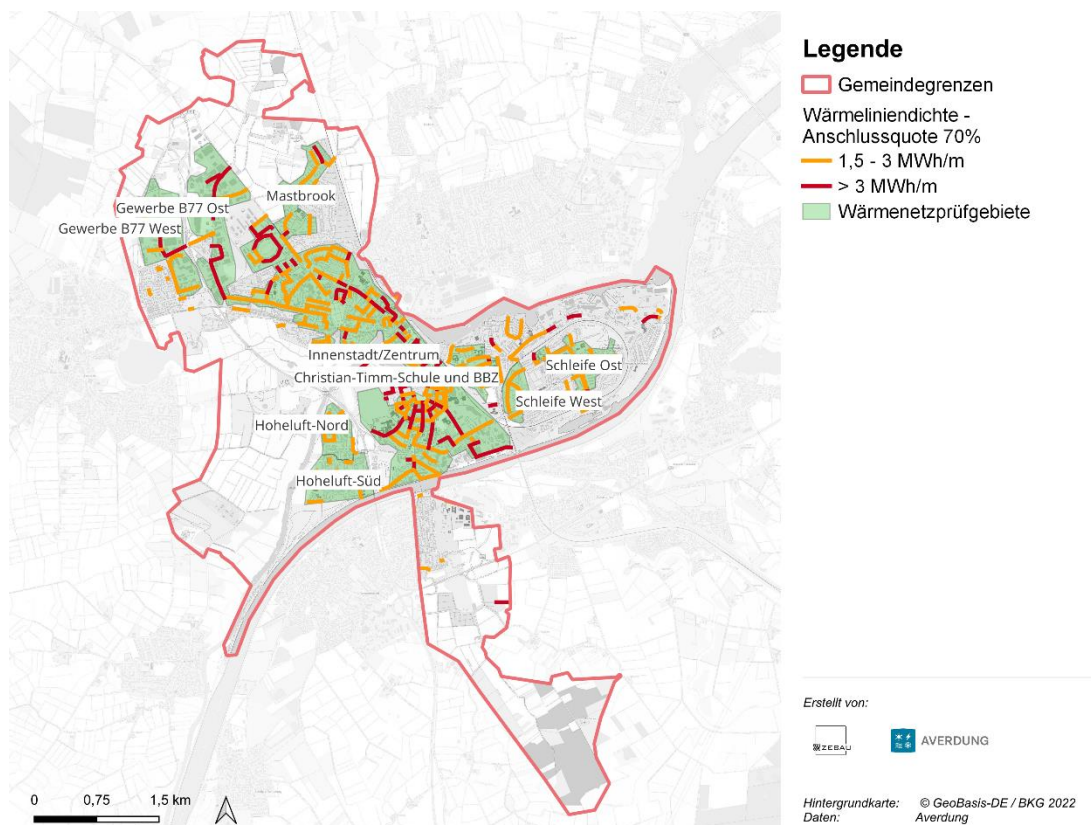 Mastbrook
Gewerbe B77 Ost
Gewerbe B77 West
Innenstadt/Zentrum
Christian-Timm-Schule und BBZ
Schleife Ost
Schleife West
Hoheluft-Nord
Hoheluft-Süd
0 0,75 1,5 km
Legende
Gemeindegrenzen
Wärmeliniendichte -
Anschlussquote 70%
1,5 - 3 MWh/m
> 3 MWh/m
Wärmenetzprüfgebiete
Erstellt von:
ZEBAU
AVERDUNG
Hintergrundkarte: © GeoBasis-DE / BKG 2022
Daten: Averdung